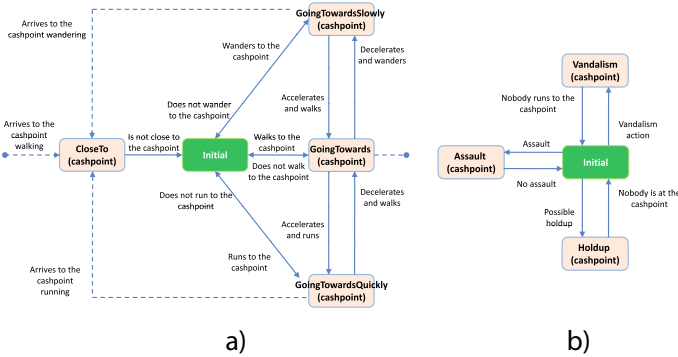 Arrives to the
cashpoint wandering
GoingTowardsSlowly
(cashpoint)
Wanders to the
cashpoint
Decelerates
and wanders
Does not wander
to the cashpoint
Accelerates
and walks
Arrives to the
cashpoint
walking
CloseTo
(cashpoint)
Is not close to
the cashpoint
Initial
Walks to the
cashpoint
Does not walk
to the cashpoint
GoingTowards
(cashpoint)
Does not run to the
cashpoint
Decelerates
and walks
Accelerates
and runs
Runs to the
cashpoint
Arrives to the
cashpoint
running
GoingTowardsQuickly
(cashpoint)
a)
Vandalism
(cashpoint)
Nobody runs to the
cashpoint
Vandalism
action
Assault
(cashpoint)
Assault
No assault
Initial
Nobody is at the
cashpoint
Possible
holdup
Holdup
(cashpoint)
b)